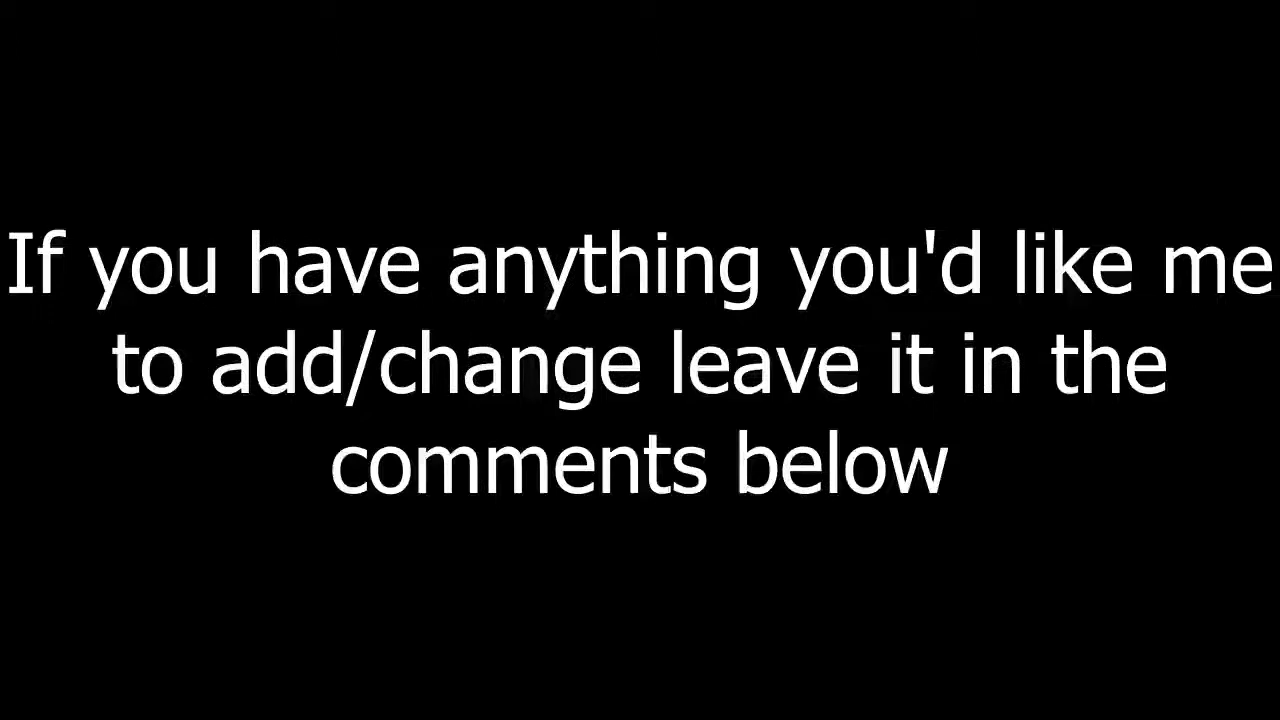 If you have anything you'd like me
to add/change leave it in the
comments below